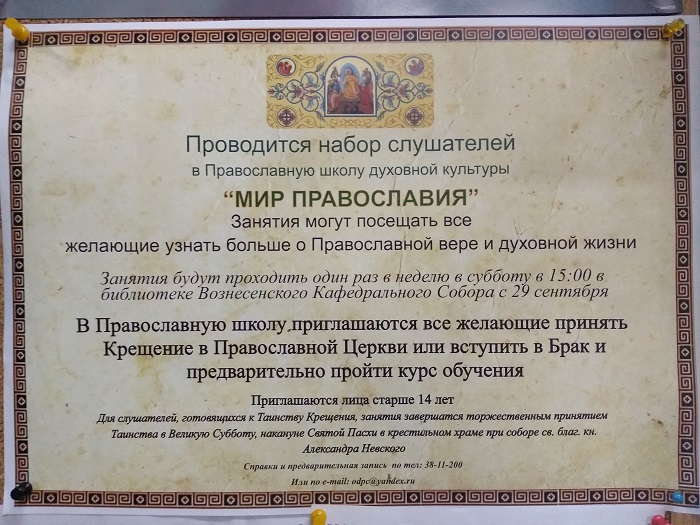 Проводится набор слушателей
в Православную школу духовной культуры
“МИР ПРАВОСЛАВИЯ”
Занятия могут посещать все
желающие узнать больше о Православной вере и духовной жизни
Занятия будут проходить один раз в неделю в субботу в 15:00 в
библиотеке Вознесенского Кафедрального Собора с 29 сентября
В Православную школу приглашаются все желающие принять
Крещение в Православной Церкви или вступить в Брак и
предварительно пройти курс обучения
Приглашаются лица старше 14 лет
Для слушателей, готовящихся к Таинству Крещения, занятия завершатся торжественным принятием
Таинства в Великую Субботу, накануне Святой Пасхи в крестильном храме при соборе св. благ. кн.
Александра Невского
Справки и предварительная запись по тел: 38-11-200
Или по e-mail: odpc@yandex.ru